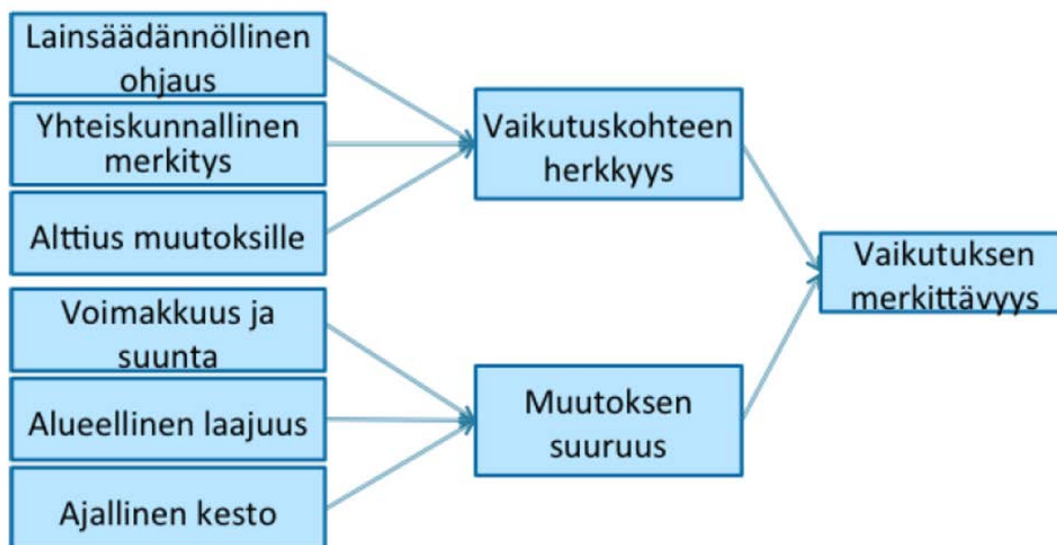 Lainsäädännöllinen
ohjaus
Yhteiskunnallinen
merkitys
Alttius muutoksille
Voimakkuus ja
suunta
Alueellinen laajuus
Ajallinen kesto
Vaikutuskohteen
herkkyys
Muutoksen
suuruus
Vaikutuksen
merkittävyys